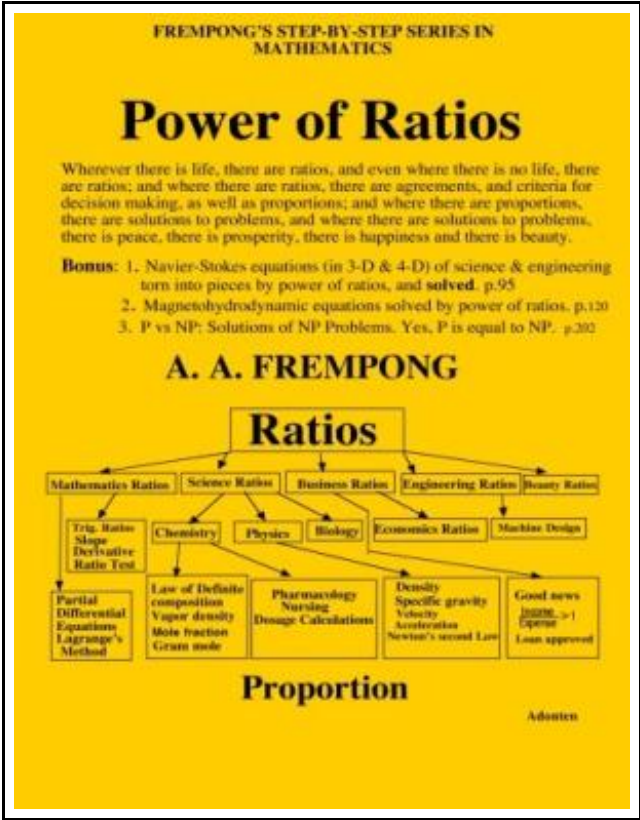 FREMPONG'S STEP-BY-STEP SERIES IN
MATHEMATICS
Power of Ratios
Wherever there is life, there are ratios, and even where there is no life, there
are ratios; and where there are ratios, there are agreements, and criteria for
decision making, as well as proportions; and where there are proportions,
there are solutions to problems, and where there are solutions to problems,
there is peace, there is prosperity, there is happiness and there is beauty.
Bonus: 1. Navier-Stokes equations (in 3-D & 4-D) of science & engineering
torn into pieces by power of ratios, and solved. p.95
2. Magnetohydrodynamic equations solved by power of ratios. p.120
3. P vs NP: Solutions of NP Problems. Yes, P is equal to NP. p.202
A. A. FREMPONG
Ratios
Mathematics Ratios
Science Ratios
Business Ratios
Engineering Ratios
Beauty Ratios
Trig. Ratios
Slope
Derivative
Ratio Test
Chemistry
Physics
Biology
Economics Ratios
Machine Design
Partial
Differential
Equations
Lagrange's
Method
Law of Definite
composition
Vapor density
Mole fraction
Gram mole
Pharmacology
Nursing
Dosage Calculations
Density
Specific gravity
Velocity
Acceleration
Newton's second Law
Good news
Income
Expense >1
Loan approved
Proportion
Adonten